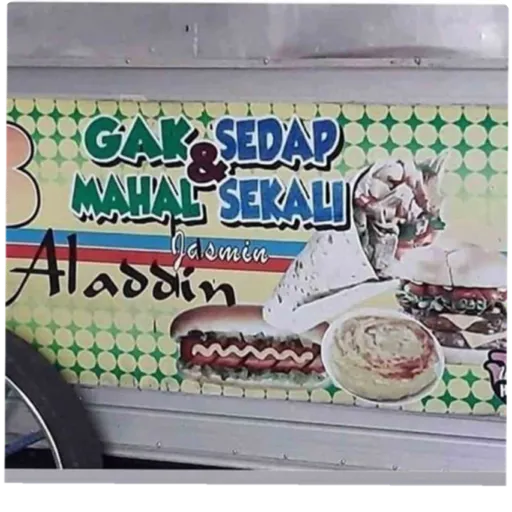 GAK SEDAP
&
MAHAL SEKALI
Jasmin
Aladdin